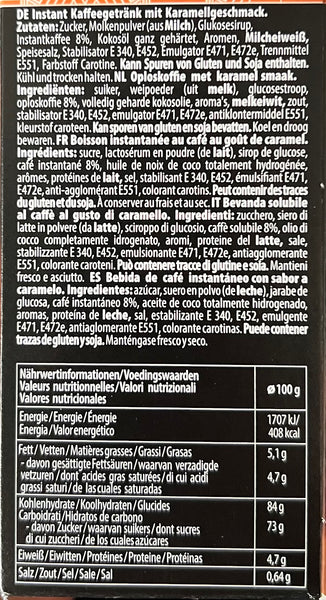 DE Instant Kaffeegetränk mit Karamellgeschmack.
Zutaten: Zucker, Molkenpulver (aus Milch), Glukosesirup,
Instantkaffee 8%, Kokosöl ganz gehärtet, Aromen, Milcheiweiß,
Speisesalz, Stabilisator E 340, E452, Emulgator E471, E472e, Trennmittel
E551, Farbstoff Carotine. Kann Spuren von Gluten und Soja enthalten.
Kühl und trocken halten. NL Oploskoffie met karamel smaak.
Ingrediënten: suiker, weipoeder (uit melk), glucosestroop,
oploskoffie 8%, volledig geharde kokosolie, aroma's, melkeiwit, zout,
stabilisator E 340, E452, emulgator E471, E472e, antiklontermiddel E551,
kleurstof caroteen. Kan sporen van gluten en soja bevatten. Koel en droog
bewaren. FR Boisson instantanée au café au goût de caramel.
Ingrédients: sucre, lactosérum en poudre (de lait), sirop de glucose,
café instantané 8%, huile de noix de coco totalement hydrogénée,
arômes, protéines de lait, sel, stabilisant E 340, E452, émulsifiant E471,
E472e, anti-agglomérant E551, colorant carotins. Peut contenir des traces
du gluten et du soja. À conserver au frais et au sec. IT Bevanda solubile
al caffè al gusto di caramello. Ingredienti: zucchero, siero di
latte in polvere (da latte), sciroppo di glucosio, caffè solubile 8%, olio di
cocco completamente idrogenato, aromi, proteine del latte, sale,
stabilizzante E 340, E452, emulsionante E471, E472e, antiagglomerante
E551, colorante caroteni. Può contenere tracce di glutine e soia. Mantieni
fresco e asciutto. ES Bebida de café instantáneo con sabor a
caramelo. Ingredientes: azúcar, suero en polvo (de leche), jarabe de
glucosa, café instantáneo 8%, aceite de coco totalmente hidrogenado,
aromas, proteína de leche, sal, estabilizante E 340, E452, emulgente
E471, E472e, antiaglomerante E551, colorante carotinas. Puede contener
trazas de gluten y soja. Manténgase fresco y seco.
Nährwertinformationen/Voedingswaarden
Valeurs nutritionnelles/Valori nutrizionali
Valores nutricionales
ø 100 g
Energie/Energie/Énergie
Energia/Valor energético
1707 kJ/
408 kcal
Fett/Vetten/Matières grasses/Grassi/Grasas
5,1 g
- davon gesättigte Fettsäuren/waarvan verzadigde
vetzuren/dont acides gras saturées/di cui acidi
grassi saturi/de las cuales saturadas
4,7 g
Kohlenhydrate/Koolhydraten/Glucides
Carboidrati/Hidratos de carbono
84 g
- davon Zucker/waarvan suikers/dont sucres
di cui zuccheri/de los cuales azúcares
73 g
Eiweiß/Eiwitten/Protéines/Proteine/Protéinas
4,7 g
Salz/Zout/Sel/Sale/Sal
0,64 g